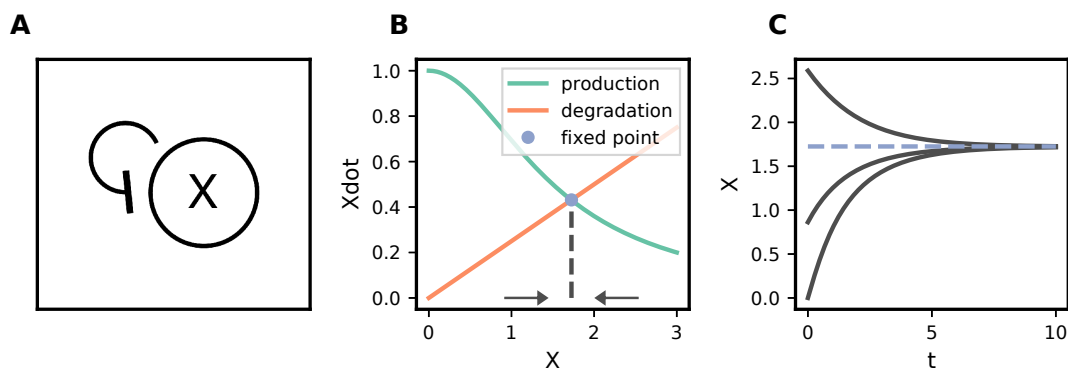 A
X
B
Xdot
1.0
0.8
0.6
0.4
0.2
0.0
production
degradation
fixed point
0 1 2 3
X
C
X
2.5
2.0
1.5
1.0
0.5
0.0
0 5 10
t